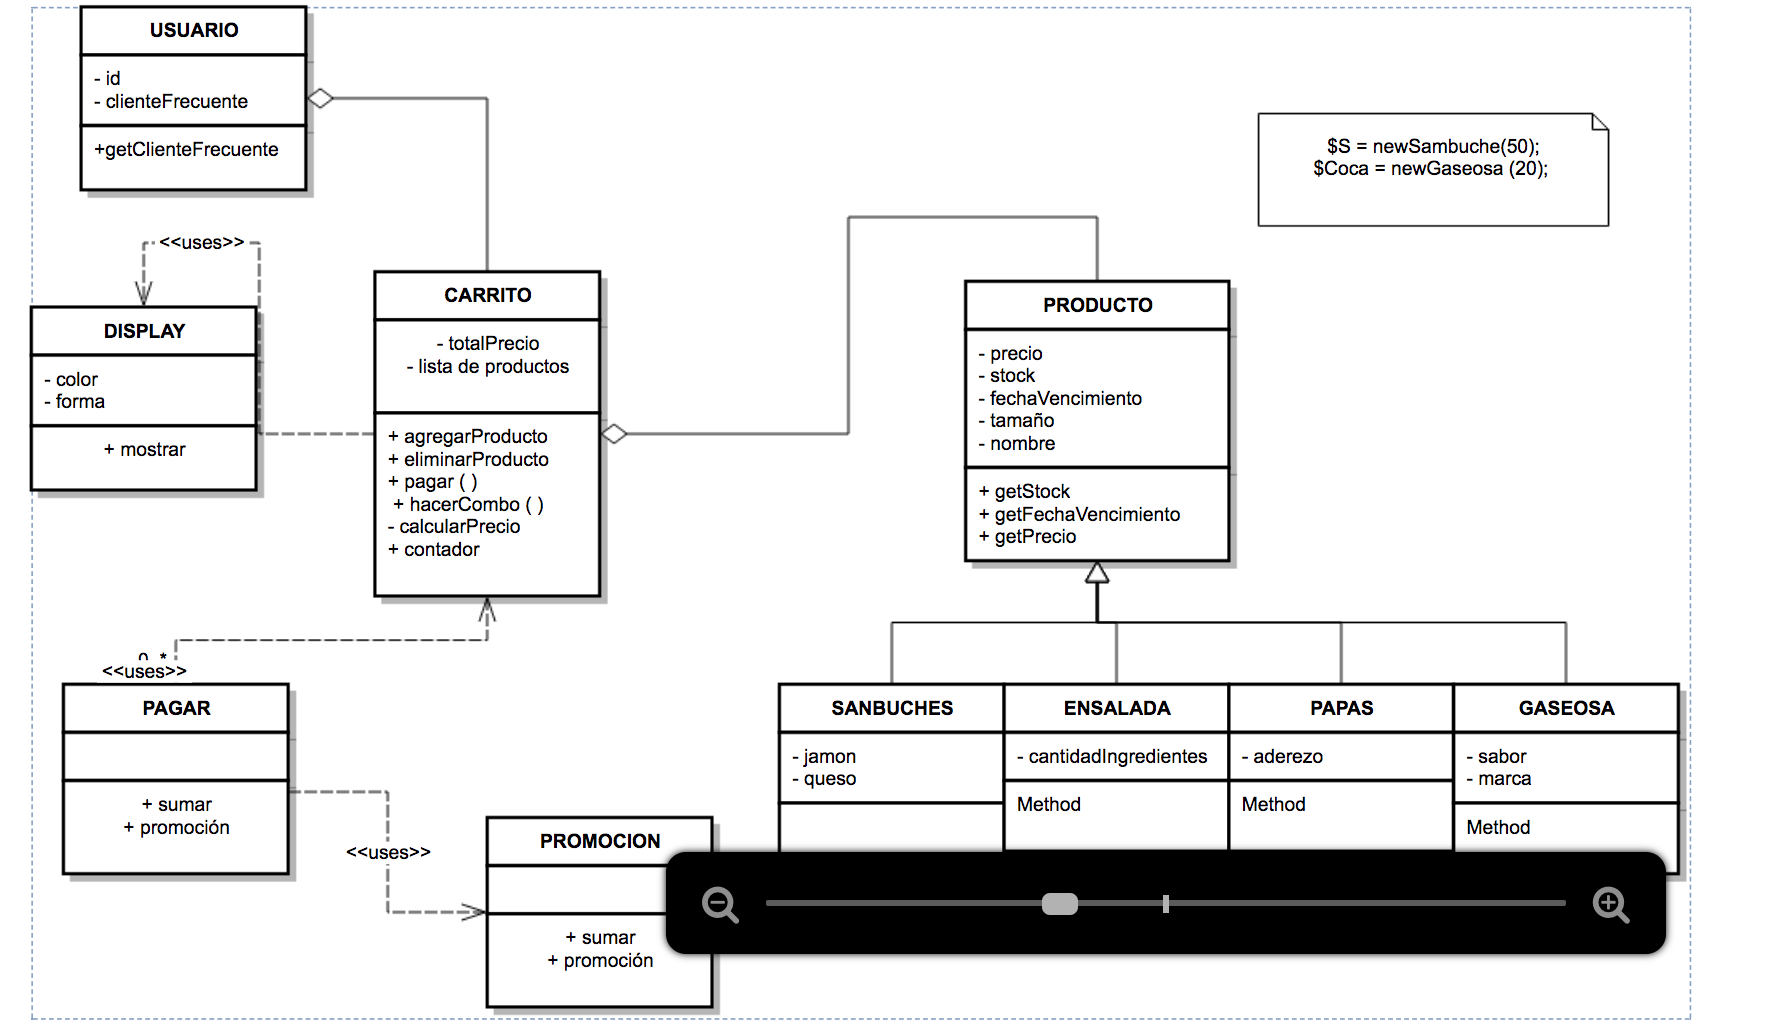 USUARIO
- id
- clienteFrecuente
+getClienteFrecuente
$S = newSambuche(50);
$Coca = newGaseosa (20);
<<uses>>
DISPLAY
- color
- forma
+ mostrar
CARRITO
- totalPrecio
- lista de productos
+ agregarProducto
+ eliminarProducto
+ pagar ( )
+ hacerCombo ( )
- calcularPrecio
+ contador
PRODUCTO
- precio
- stock
- fechaVencimiento
- tamaño
- nombre
+ getStock
+ getFechaVencimiento
+ getPrecio
<<uses>>
PAGAR
+ sumar
+ promoción
<<uses>>
PROMOCION
+ sumar
+ promoción
SANBUCHES
- jamon
- queso
ENSALADA
- cantidadIngredientes
Method
PAPAS
- aderezo
Method
GASEOSA
- sabor
- marca
Method